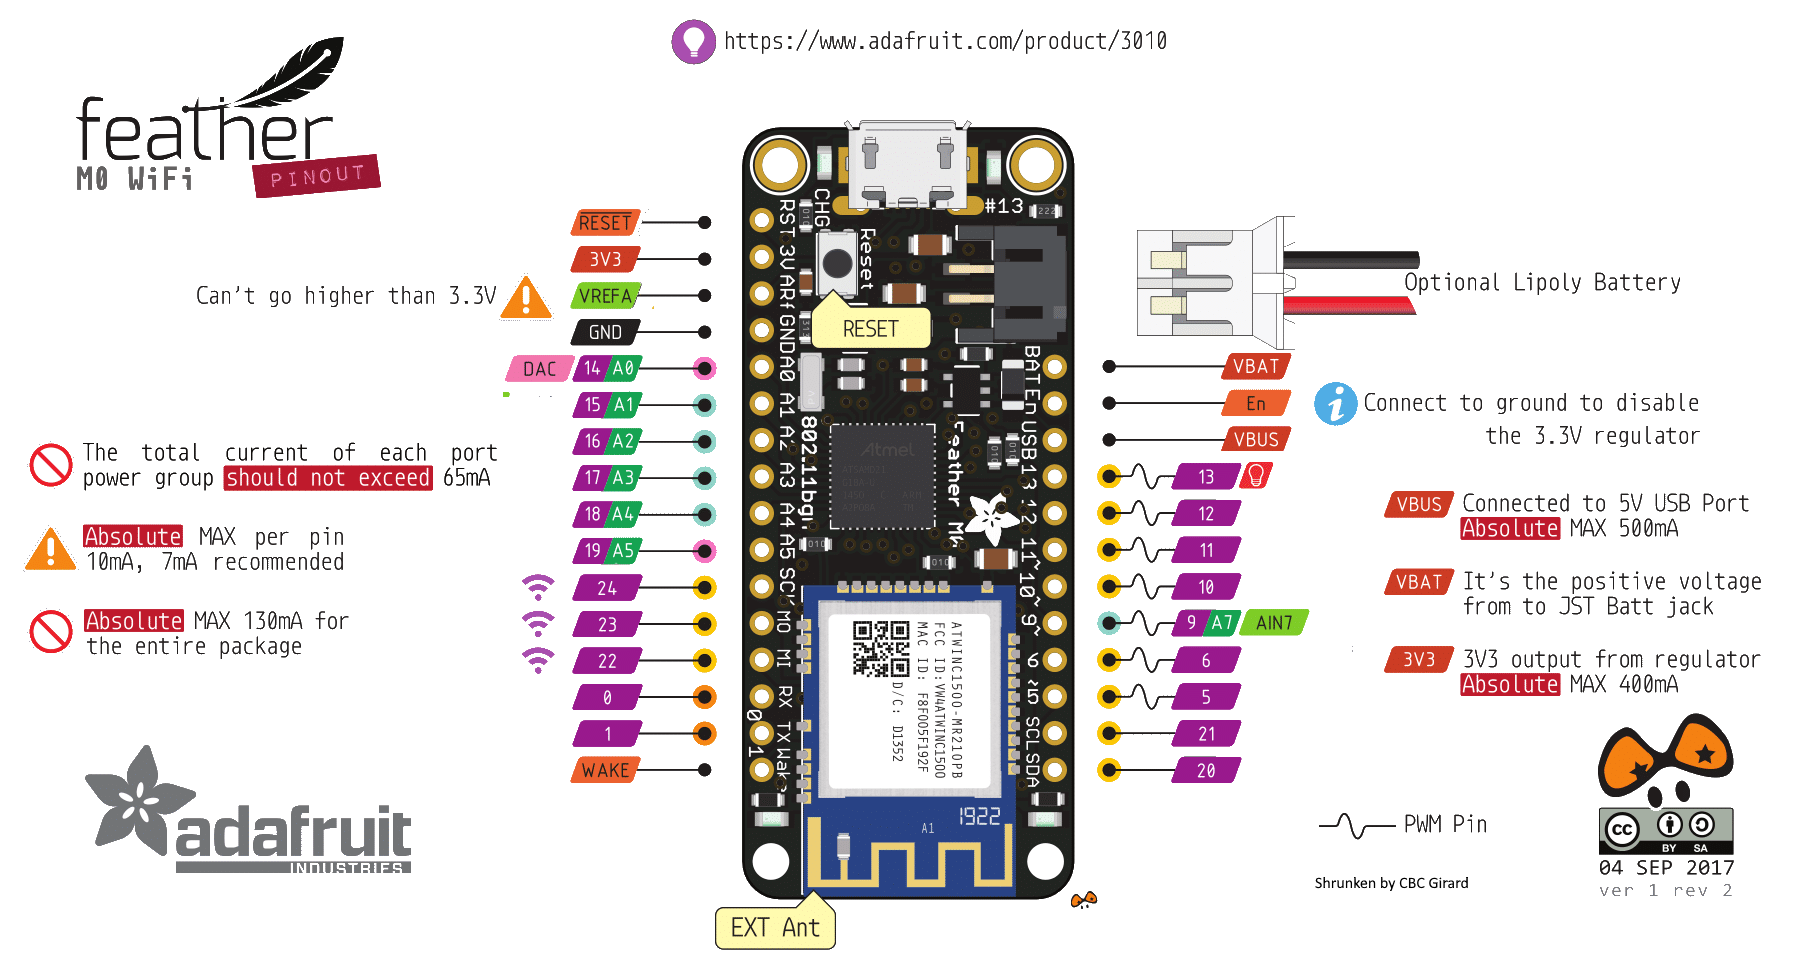 https://www.adafruit.com/product/3010
feather
M0 WiFi
PINOUT
RESET
3V3
Can't go higher than 3.3V
VREFA
GND
DAC 14 A0
15 A1
16 A2
17 A3
18 A4
19 A5
24
23
22
0
1
WAKE
The total current of each port
power group should not exceed 65mA
Absolute MAX per pin
10mA, 7mA recommended
Absolute MAX 130mA for
the entire package
adafruit
INDUSTRIES
RST
3V
ARf
GND
A0
A1
A2
A3
A4
A5
SCK
MO
MI
RX
0
TX
1
CHG
Reset
RESET
#13
222
010
313
010
010
010
010
802.11bgn
Atmel
Feather
BAT
EN
USB
13
12
11~
10~
9~
6
~5
SCL
SDA
ATWINC1500-MR210PB
FCC ID:VW4ATWINC1500
MAC ID: F8F005F192F
D/C: D1352
1922
A1
EXT Ant
Optional Lipoly Battery
VBAT
En
Connect to ground to disable
the 3.3V regulator
VBUS
13
12
11
10
9 A7 AIN7
6
5
21
20
VBUS Connected to 5V USB Port
Absolute MAX 500mA
VBAT It's the positive voltage
from to JST Batt jack
3V3 3V3 output from regulator
Absolute MAX 400mA
PWM Pin
Shrunken by CBC Girard
cc
BY SA
04 SEP 2017
ver 1 rev 2